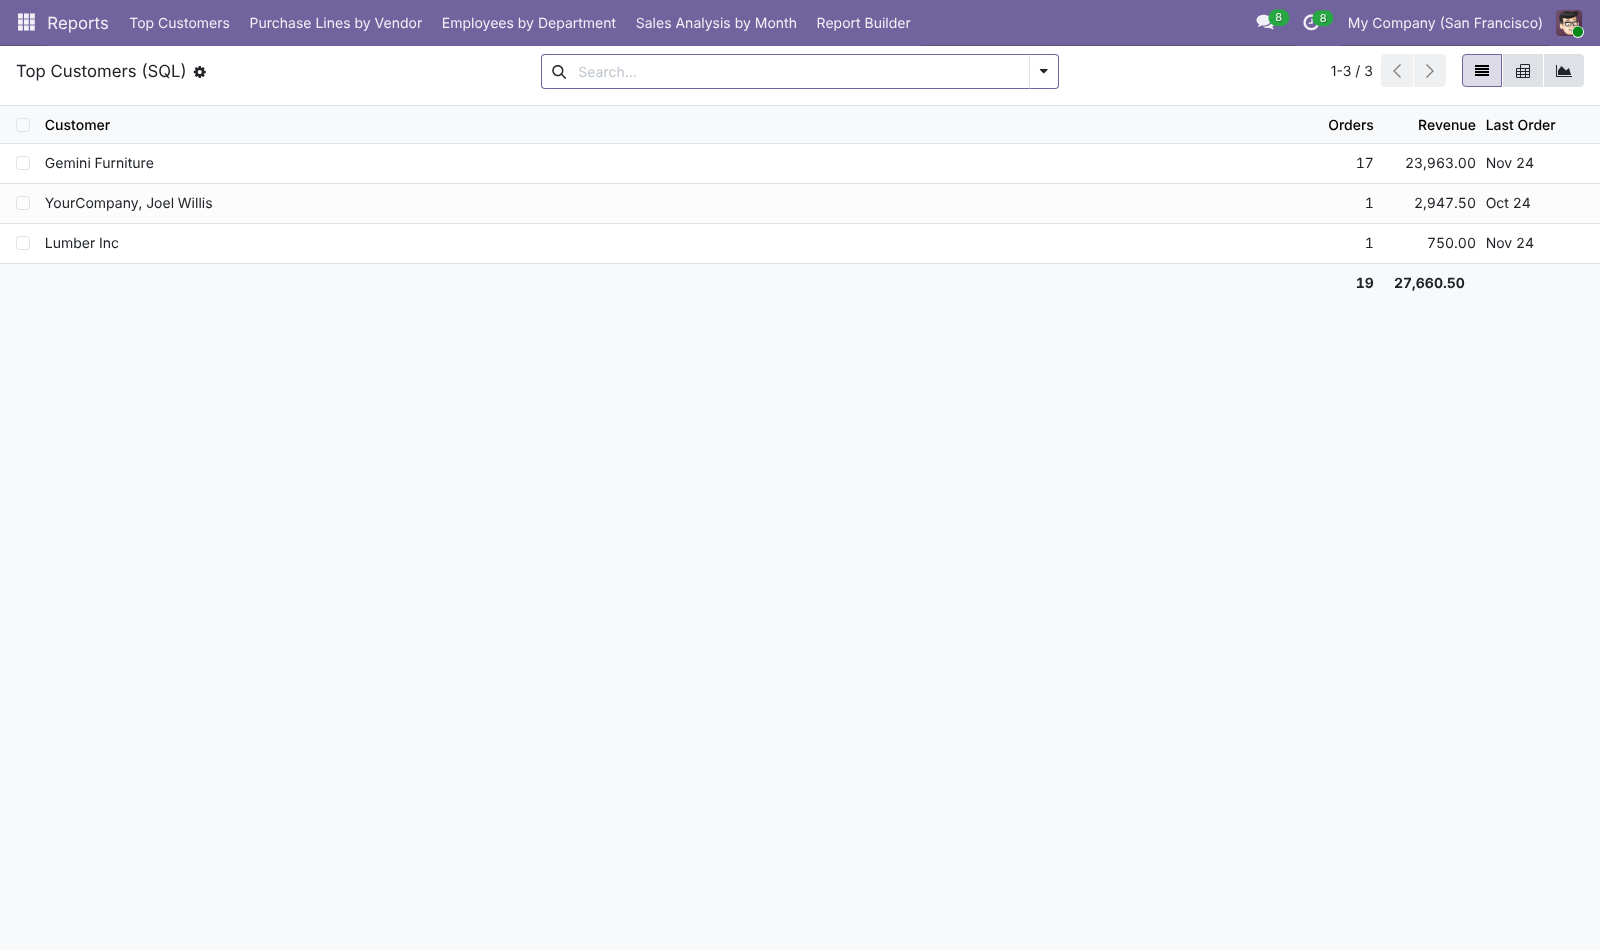 Reports Top Customers Purchase Lines by Vendor Employees by Department Sales Analysis by Month Report Builder 8 8 My Company (San Francisco)
Top Customers (SQL) Search... 1-3 / 3
Customer Orders Revenue Last Order
Gemini Furniture 17 23,963.00 Nov 24
YourCompany, Joel Willis 1 2,947.50 Oct 24
Lumber Inc 1 750.00 Nov 24
19 27,660.50